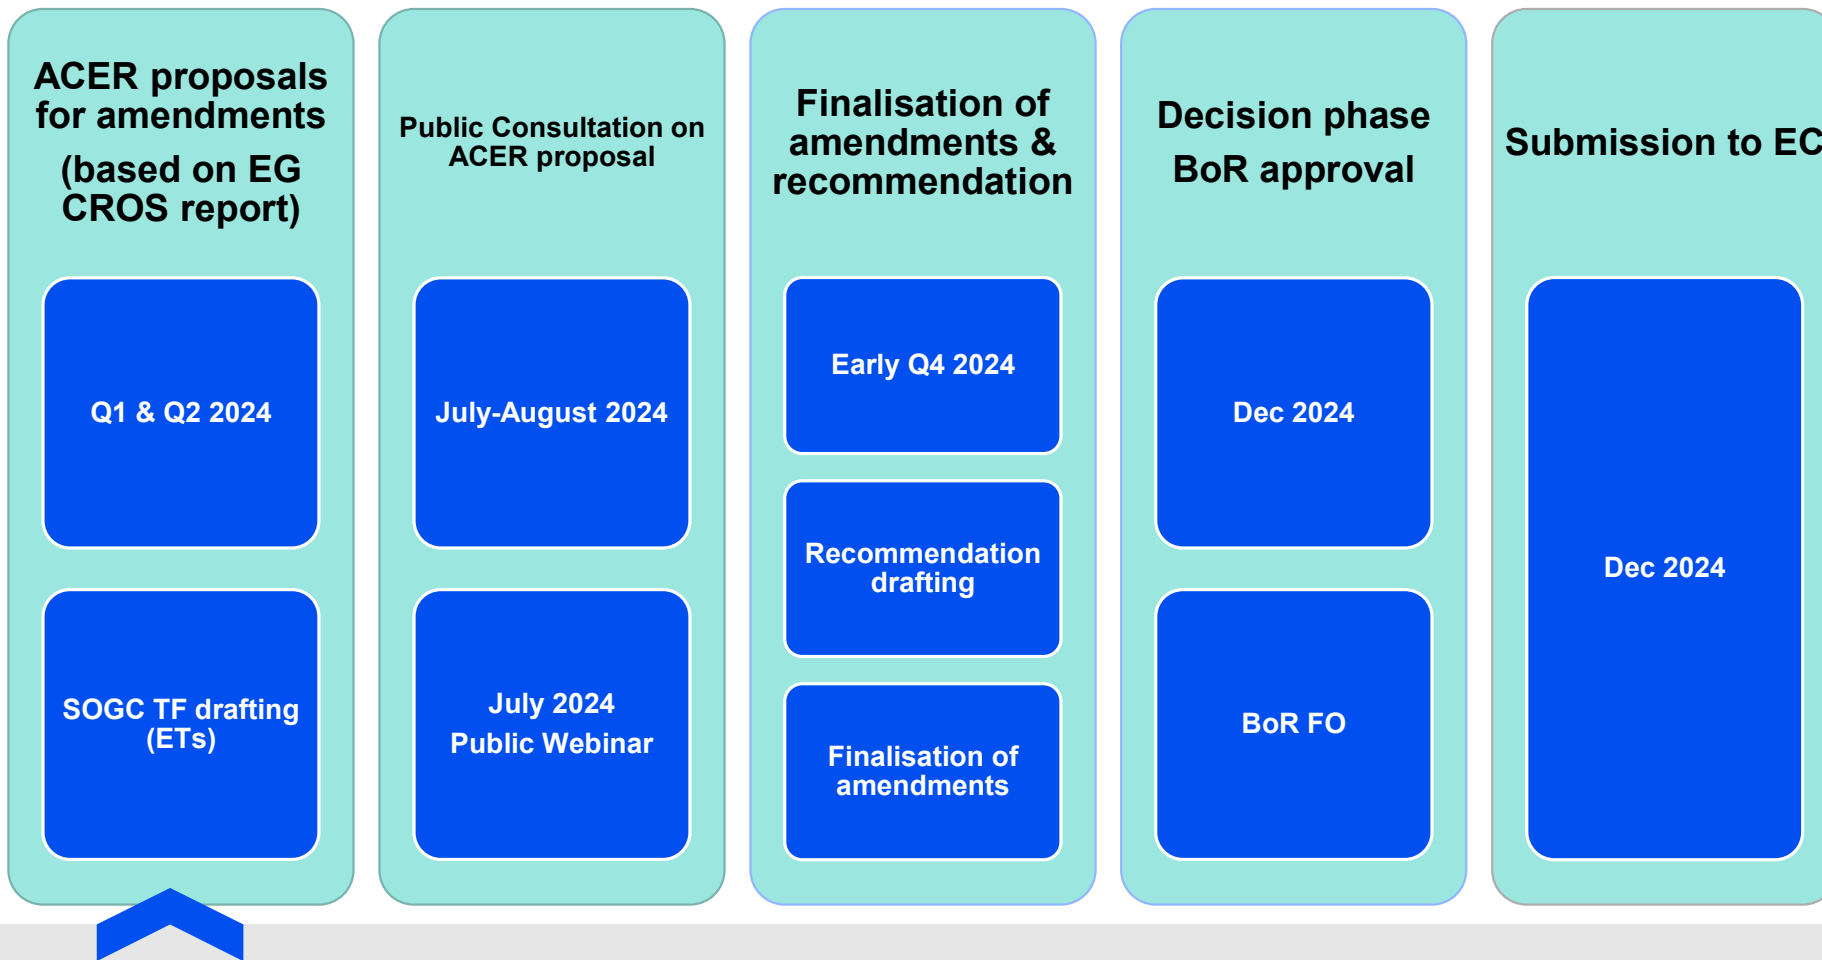 ACER proposals
for amendments
(based on EG
CROS report)
Q1 & Q2 2024
SOGC TF drafting
(ETs)
Public Consultation on
ACER proposal
July-August 2024
July 2024
Public Webinar
Finalisation of
amendments &
recommendation
Early Q4 2024
Recommendation
drafting
Finalisation of
amendments
Decision phase
BoR approval
Dec 2024
BoR FO
Submission to EC
Dec 2024